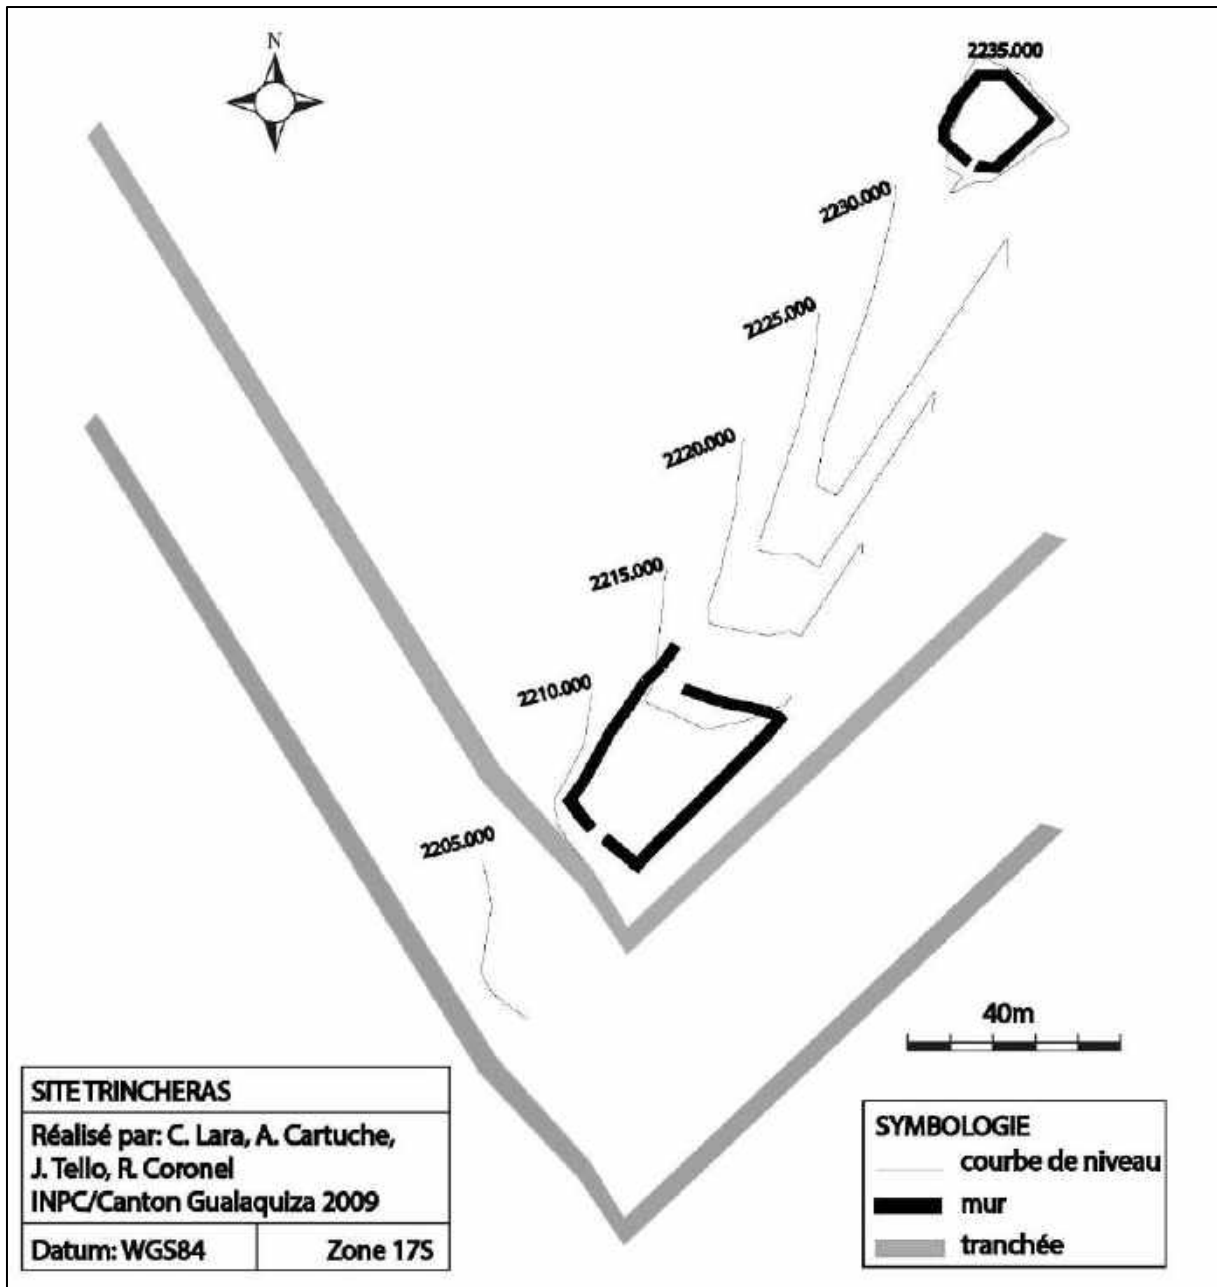 N
2235.000
2230.000
2225.000
2220.000
2215.000
2210.000
2205.000
40m
SITE TRINCHERAS
Réalisé par: C. Lara, A. Cartuche,
J. Tello, R. Coronel
INPC/Canton Gualaquiza 2009
Datum: WGS84
Zone 17S
SYMBOLOGIE
courbe de niveau
mur
tranchée